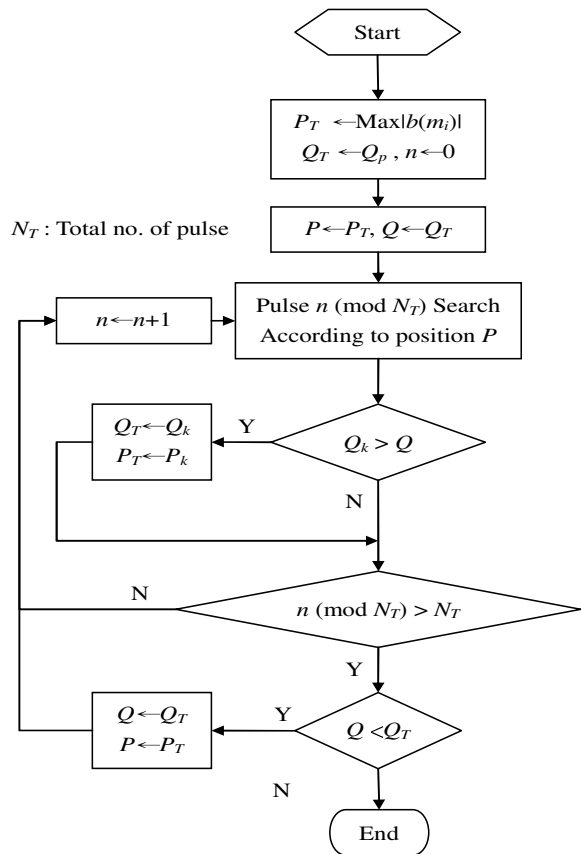 Start
P_T ←Max|b(m_i)|
Q_T ←Q_p , n←0
N_T : Total no. of pulse
P←P_T, Q←Q_T
n←n+1
Pulse n (mod N_T) Search
According to position P
Q_T←Q_k
P_T←P_k
Y
Q_k > Q
N
N
n (mod N_T) > N_T
Y
Q←Q_T
P←P_T
Y
Q <Q_T
N
End